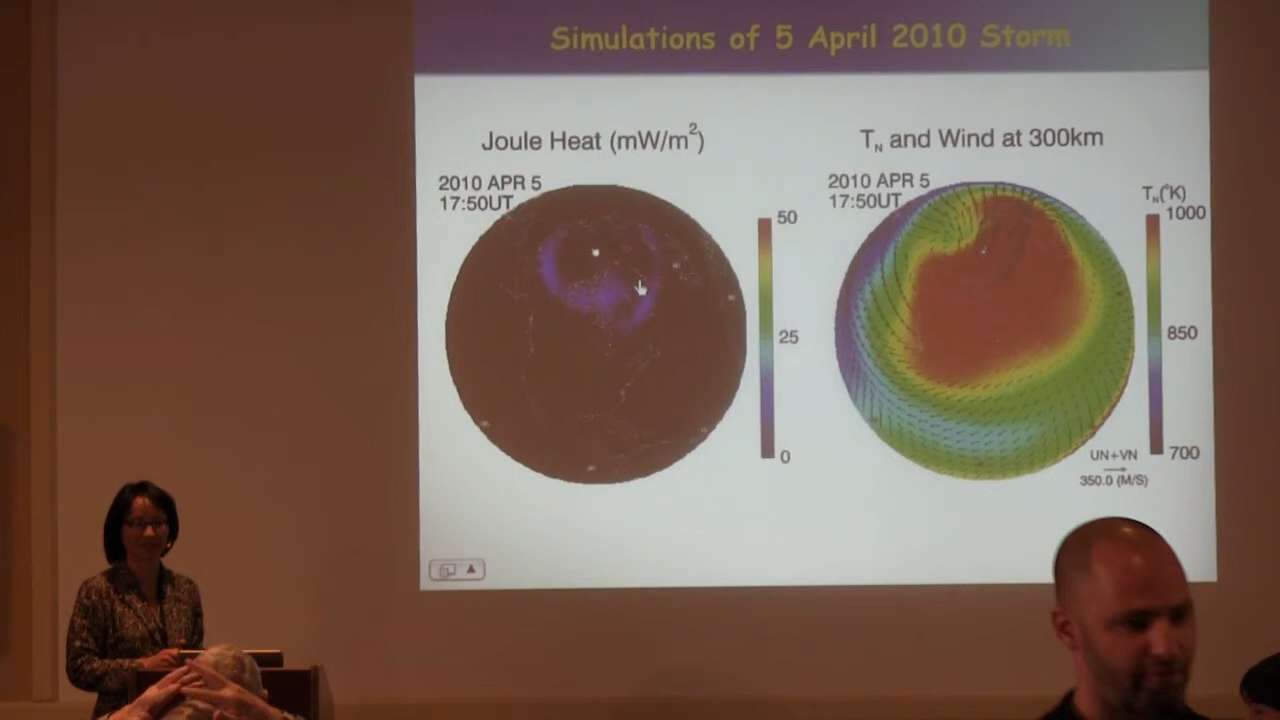 Simulations of 5 April 2010 Storm
Joule Heat (mW/m²)
2010 APR 5
17:50UT
50
25
0
T_N and Wind at 300km
2010 APR 5
17:50UT
T_N(°K)
1000
850
700
UN+VN
350.0 (M/S)